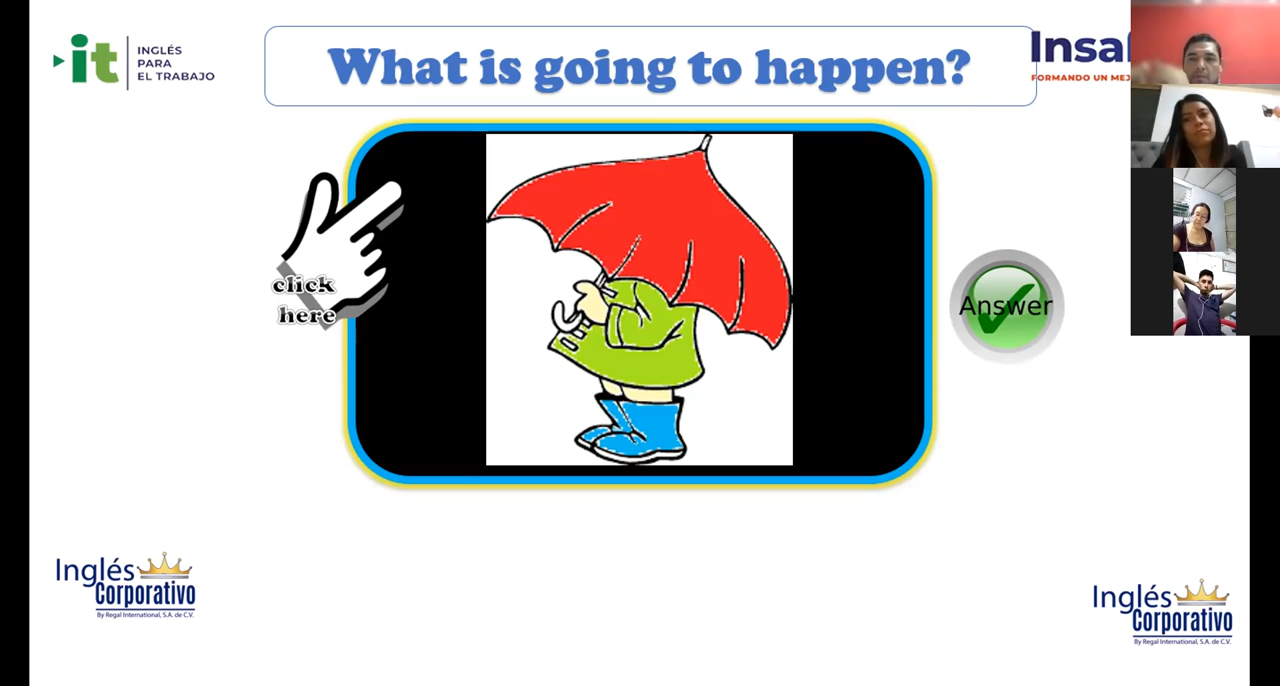 it
INGLÉS
PARA
EL TRABAJO
What is going to happen?
Insaf
FORMANDO UN MEJ
click
here
Answer
Inglés
Corporativo
By Regal International, S.A. de C.V.
Inglés
Corporativo
By Regal International, S.A. de C.V.